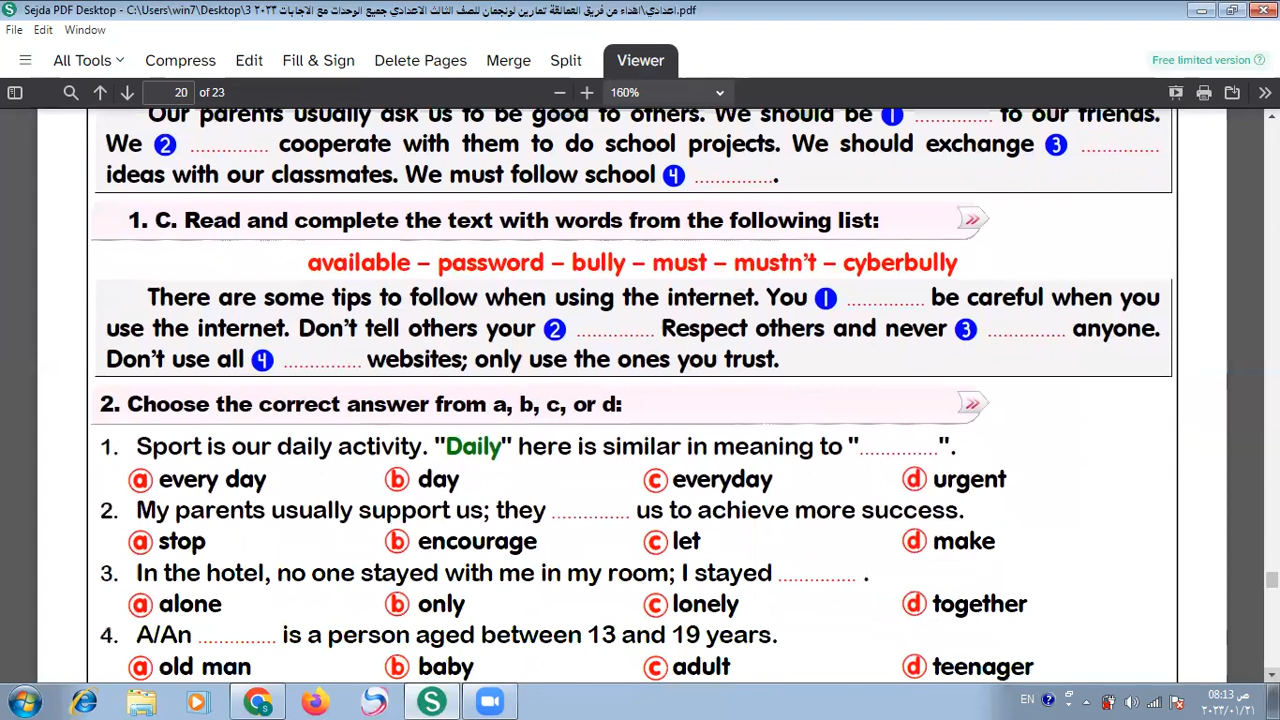 Sejda PDF Desktop - C:\Users\win7\Desktop\3 اعدادي\اهداء من فريق العمالقة تمارين لونجمان للصف الثالث الاعدادي جميع الوحدات مع الاجابات ٢٠٢٣.pdf
File Edit Window
All Tools Compress Edit Fill & Sign Delete Pages Merge Split Viewer Free limited version
20 of 23 160%
Our parents usually ask us to be good to others. We should be 1 ............ to our friends.
We 2 ............ cooperate with them to do school projects. We should exchange 3 ............
ideas with our classmates. We must follow school 4 ............ .
1. C. Read and complete the text with words from the following list:
available – password – bully – must – mustn't – cyberbully
There are some tips to follow when using the internet. You 1 ............ be careful when you
use the internet. Don't tell others your 2 ............ Respect others and never 3 ............ anyone.
Don't use all 4 ............ websites; only use the ones you trust.
2. Choose the correct answer from a, b, c, or d:
1. Sport is our daily activity. "Daily" here is similar in meaning to "............".
a every day b day c everyday d urgent
2. My parents usually support us; they ............ us to achieve more success.
a stop b encourage c let d make
3. In the hotel, no one stayed with me in my room; I stayed ............ .
a alone b only c lonely d together
4. A/An ............ is a person aged between 13 and 19 years.
a old man b baby c adult d teenager
EN 08:13 ص
٢٠٢٣/٠١/٢١